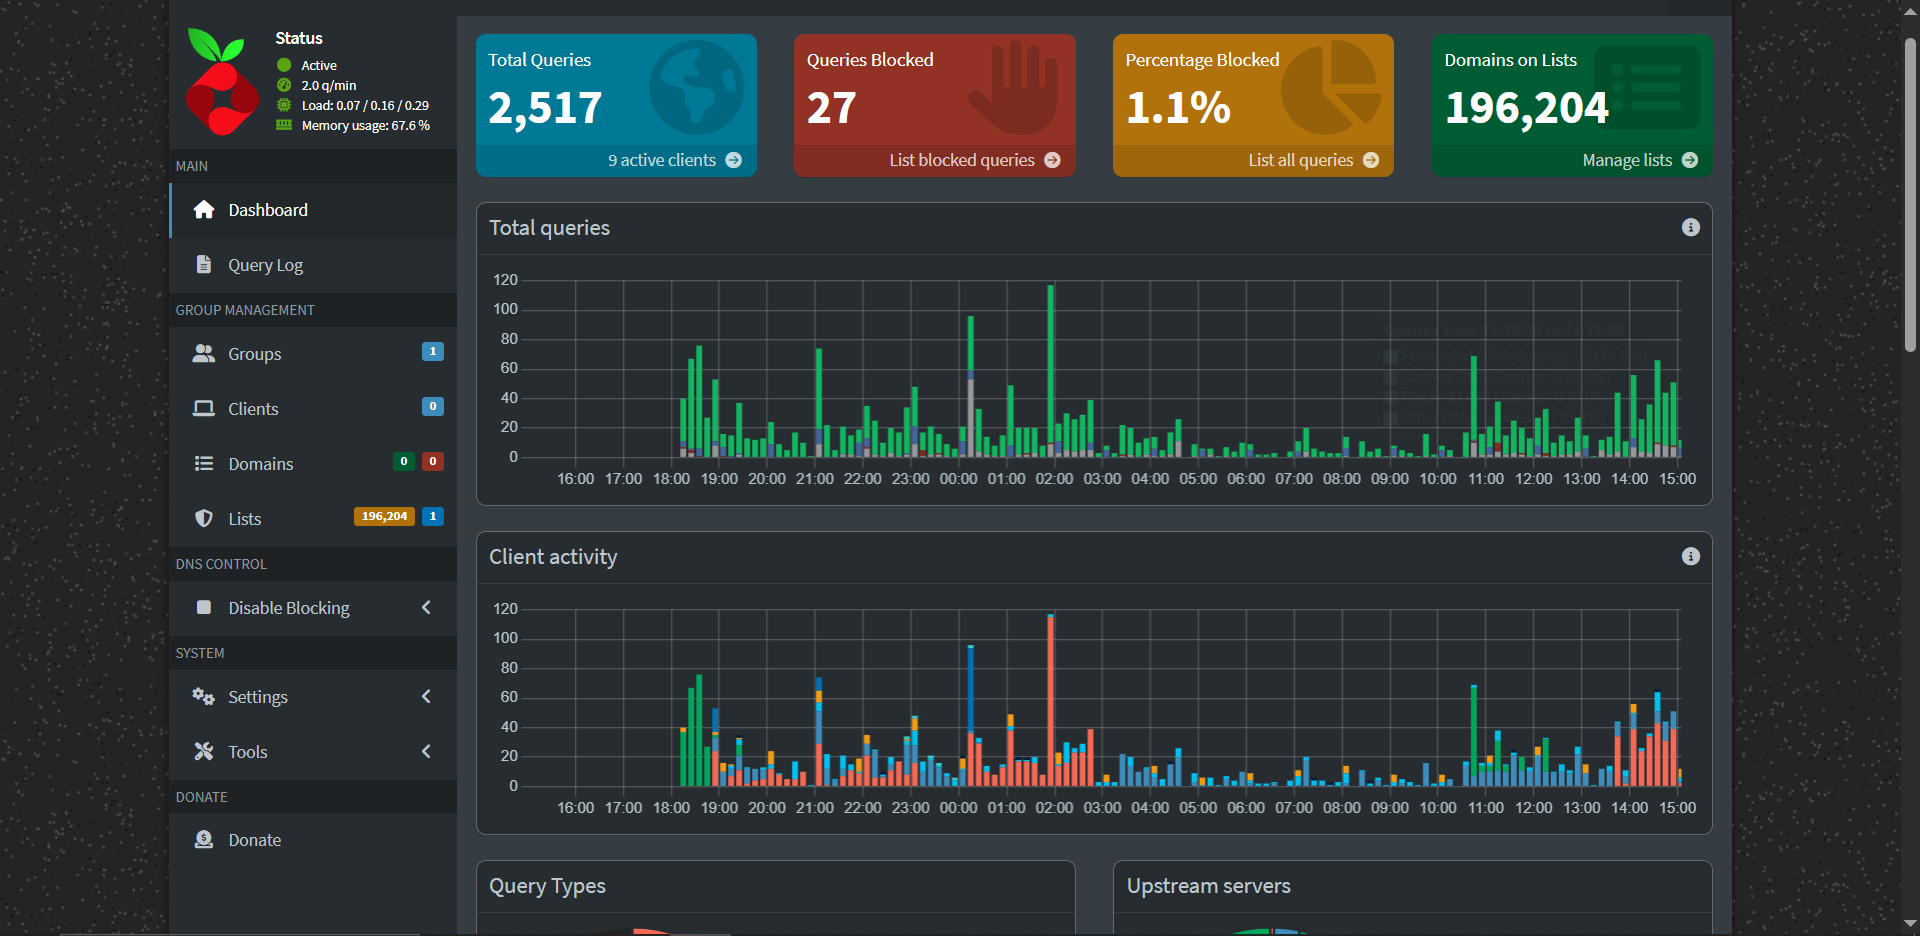 Status
Active
2.0 q/min
Load: 0.07 / 0.16 / 0.29
Memory usage: 67.6 %
MAIN
Dashboard
Query Log
GROUP MANAGEMENT
Groups 1
Clients 0
Domains 0 0
Lists 196,204 1
DNS CONTROL
Disable Blocking
SYSTEM
Settings
Tools
DONATE
Donate
Total Queries
2,517
9 active clients
Queries Blocked
27
List blocked queries
Percentage Blocked
1.1%
List all queries
Domains on Lists
196,204
Manage lists
Total queries
120
100
80
60
40
20
0
16:00 17:00 18:00 19:00 20:00 21:00 22:00 23:00 00:00 01:00 02:00 03:00 04:00 05:00 06:00 07:00 08:00 09:00 10:00 11:00 12:00 13:00 14:00 15:00
Queries from 14:10:00 to 14:19:59
Client activity
120
100
80
60
40
20
0
16:00 17:00 18:00 19:00 20:00 21:00 22:00 23:00 00:00 01:00 02:00 03:00 04:00 05:00 06:00 07:00 08:00 09:00 10:00 11:00 12:00 13:00 14:00 15:00
Query Types
Upstream servers